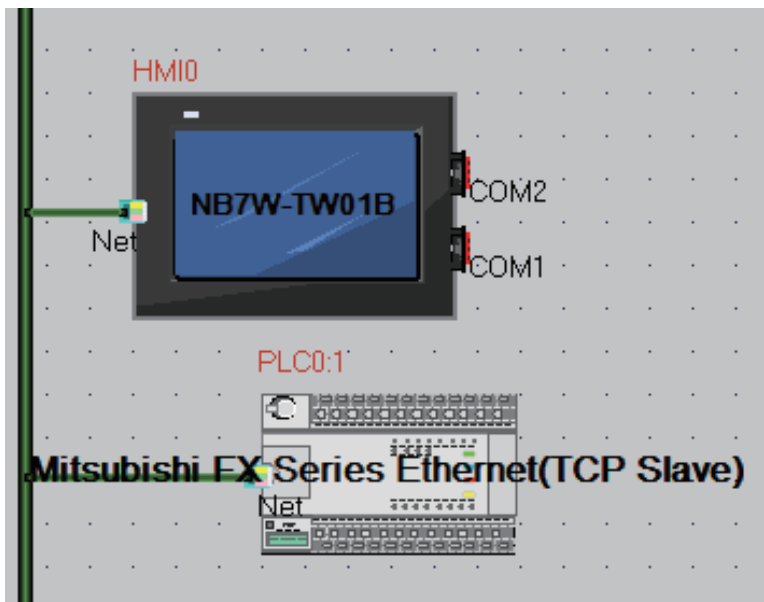 HMI0
NB7W-TW01B
COM2
Net
COM1
PLC0:1
Mitsubishi FX Series Ethernet(TCP Slave)
Net